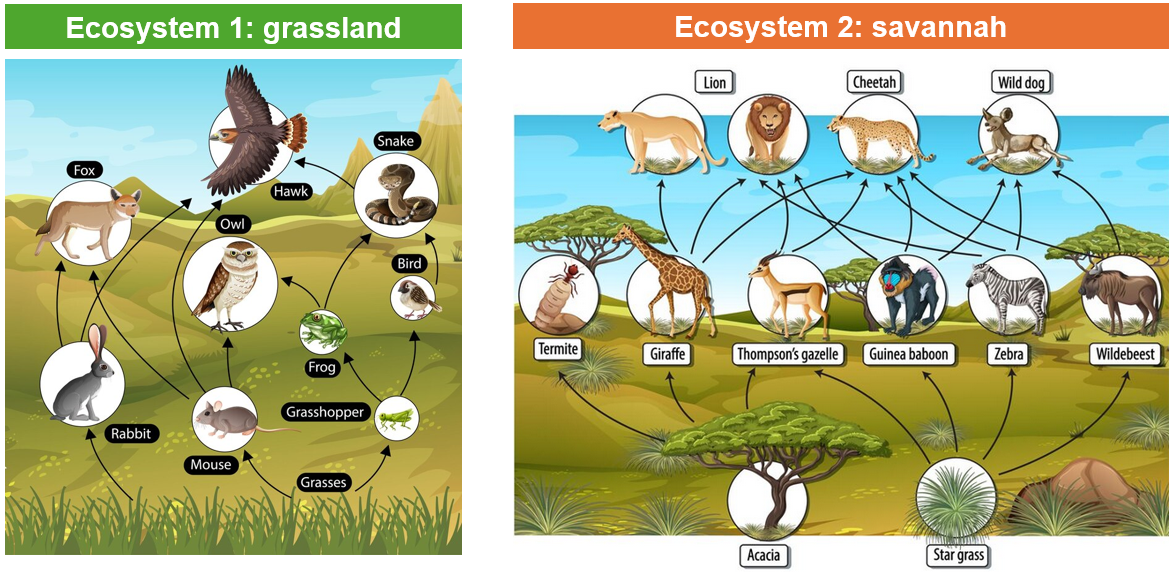 Ecosystem 1: grassland
Fox
Hawk
Snake
Owl
Bird
Frog
Grasshopper
Rabbit
Mouse
Grasses
Ecosystem 2: savannah
Lion
Cheetah
Wild dog
Termite
Giraffe
Thompson's gazelle
Guinea baboon
Zebra
Wildebeest
Acacia
Star grass